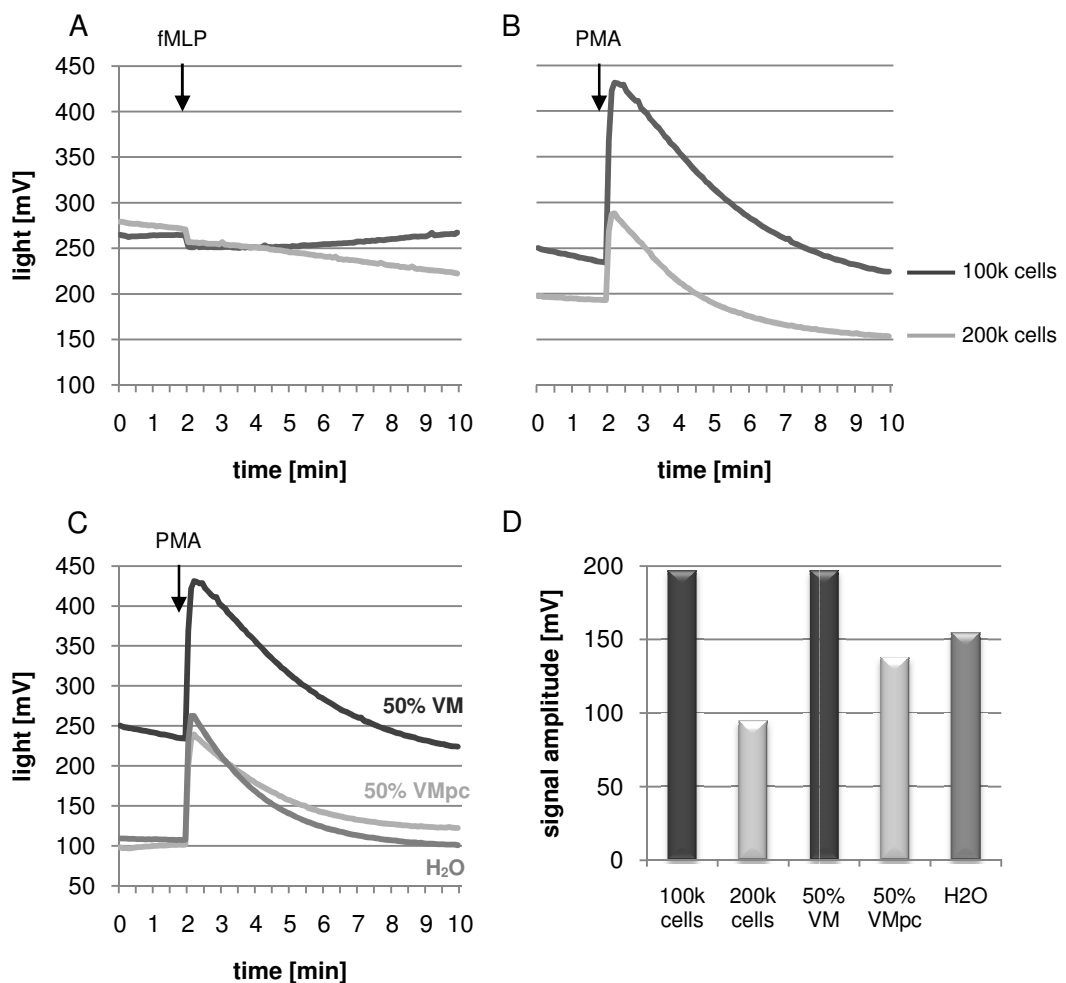 A
fMLP
450
400
350
300
250
200
150
100
light [mV]
0 1 2 3 4 5 6 7 8 9 10
time [min]
B
PMA
100k cells
200k cells
0 1 2 3 4 5 6 7 8 9 10
time [min]
C
PMA
450
400
350
300
250
200
150
100
50
light [mV]
50% VM
50% VMpc
H₂O
0 1 2 3 4 5 6 7 8 9 10
time [min]
D
200
150
100
50
0
signal amplitude [mV]
100k cells
200k cells
50% VM
50% VMpc
H2O